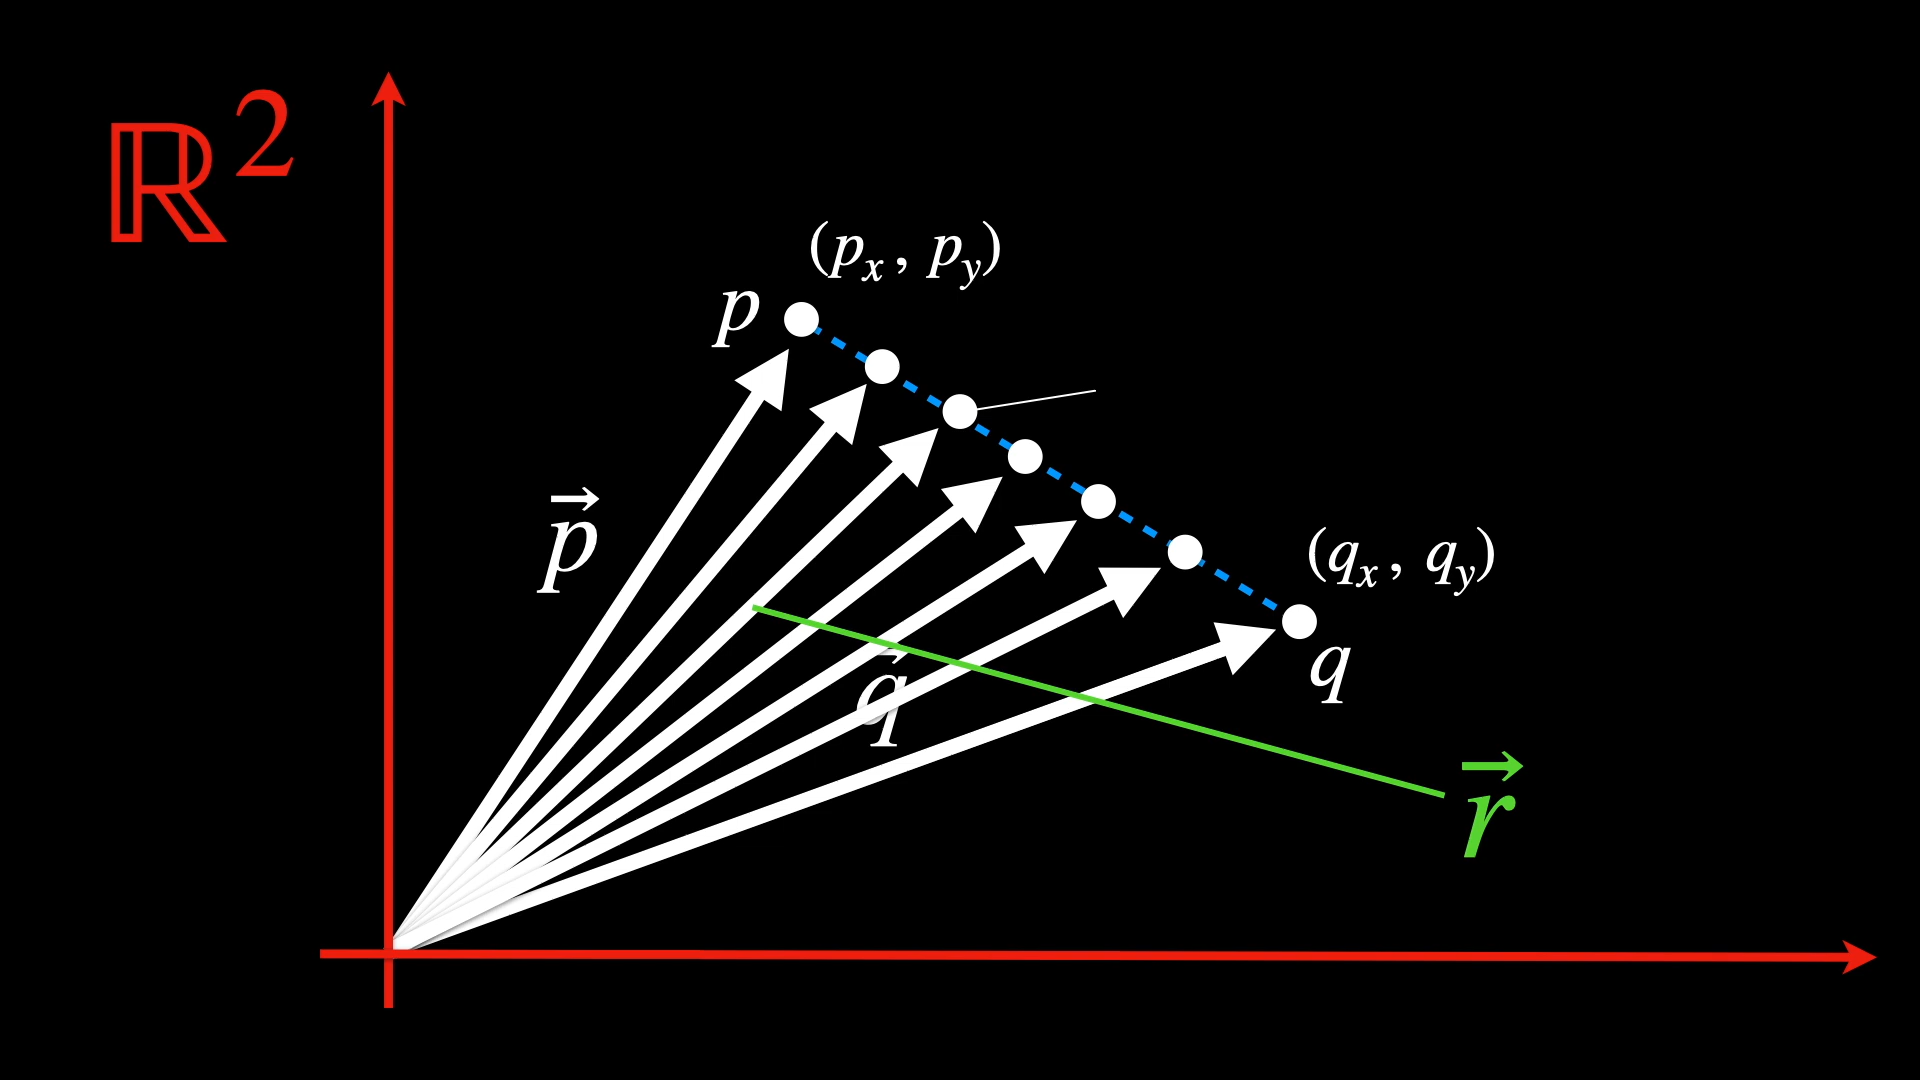 ℝ²
(pₓ, p_y)
p
p⃗
(qₓ, q_y)
q
q⃗
r⃗